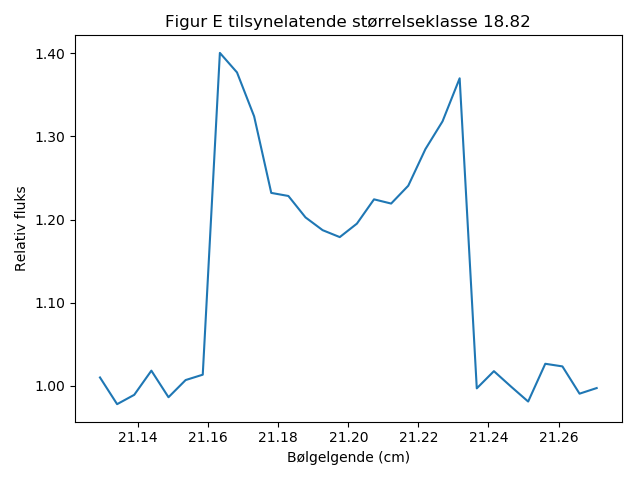 Figur E tilsynelatende størrelseklasse 18.82
1.40
1.30
1.20
1.10
1.00
Relativ fluks
21.14 21.16 21.18 21.20 21.22 21.24 21.26
Bølgelgende (cm)